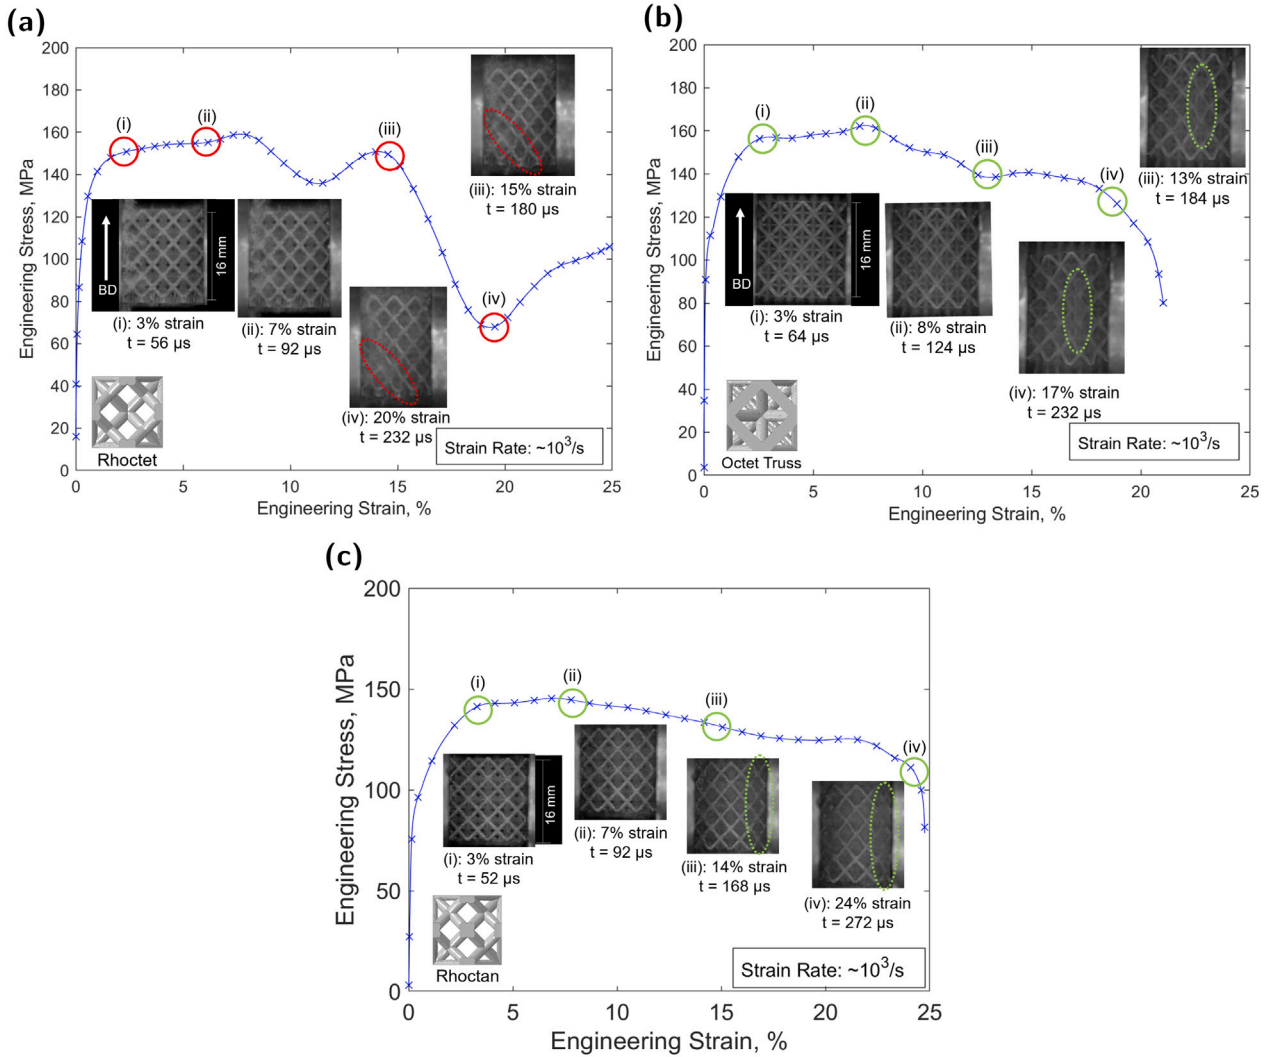 (a)
Engineering Stress, MPa
200
180
160
140
120
100
80
60
40
20
0
(i)
(ii)
(iii)
(iv)
BD
16 mm
(i): 3% strain
t = 56 µs
(ii): 7% strain
t = 92 µs
(iii): 15% strain
t = 180 µs
(iv): 20% strain
t = 232 µs
Rhoctet
Strain Rate: ~10³/s
0 5 10 15 20 25
Engineering Strain, %
(b)
Engineering Stress, MPa
200
180
160
140
120
100
80
60
40
20
0
(i)
(ii)
(iii)
(iv)
BD
16 mm
(i): 3% strain
t = 64 µs
(ii): 8% strain
t = 124 µs
(iii): 13% strain
t = 184 µs
(iv): 17% strain
t = 232 µs
Octet Truss
Strain Rate: ~10³/s
0 5 10 15 20 25
Engineering Strain, %
(c)
Engineering Stress, MPa
200
150
100
50
0
(i)
(ii)
(iii)
(iv)
16 mm
(i): 3% strain
t = 52 µs
(ii): 7% strain
t = 92 µs
(iii): 14% strain
t = 168 µs
(iv): 24% strain
t = 272 µs
Rhoctan
Strain Rate: ~10³/s
0 5 10 15 20 25
Engineering Strain, %